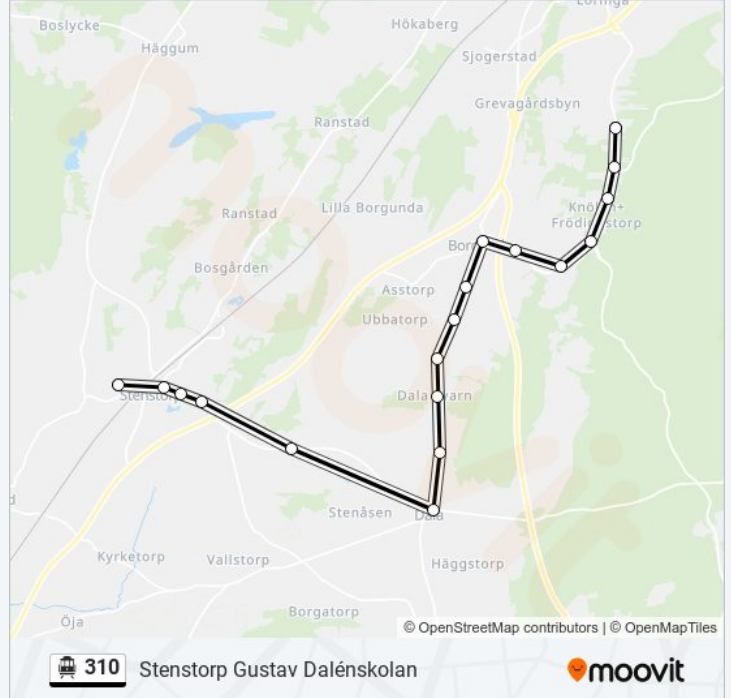 Boslycke
Häggum
Hökaberg
Sjogerstad
Grevagårdsbyn
Ranstad
Ranstad
Lilla Borgunda
Bosgården
Asstorp
Ubbatorp
Stenåsen
Dala
Kyrketorp
Vallstorp
Häggstorp
Borgatorp
Öja
© OpenStreetMap contributors | © OpenMapTiles
310 Stenstorp Gustav Dalénskolan
moovit